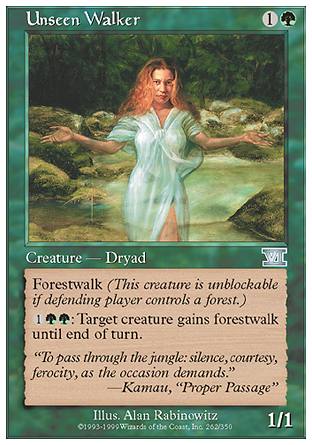 Unseen Walker 1
Creature — Dryad VI
Forestwalk (This creature is unblockable
if defending player controls a forest.)
1: Target creature gains forestwalk
until end of turn.
“To pass through the jungle: silence, courtesy,
ferocity, as the occasion demands.”
—Kamau, “Proper Passage”
Illus. Alan Rabinowitz
©1993-1999 Wizards of the Coast, Inc. 262/350
1/1